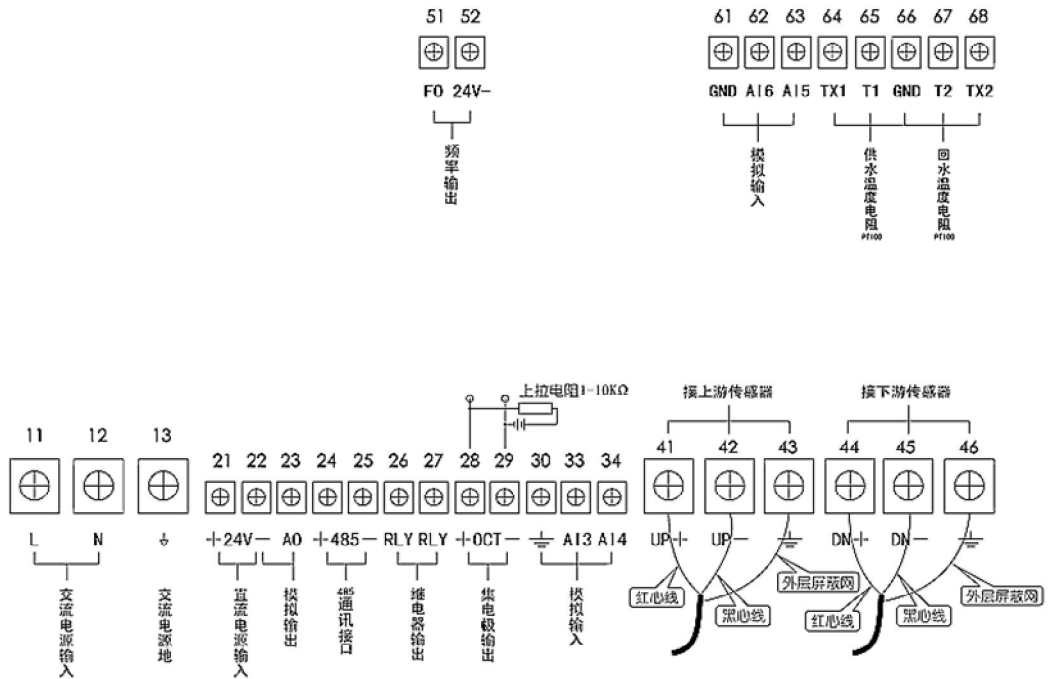 51 52
FO 24V-
频率输出
61 62 63 64 65 66 67 68
GND AI6 AI5 TX1 T1 GND T2 TX2
模拟输入
供水温度电阻
PT100
回水温度电阻
PT100
上拉电阻1-10KΩ
接上游传感器
接下游传感器
11 12 13
21 22 23 24 25 26 27 28 29 30 33 34
41 42 43 44 45 46
L N
+24V- AO +485- RLY RLY +OCT- AI3 AI4
UP+ UP- DN+ DN-
交流电源输入
交流电源地
直流电源输入
模拟输出
485通讯接口
继电器输出
集电极输出
模拟输入
红心线
黑心线
外层屏蔽网
红心线
黑心线
外层屏蔽网